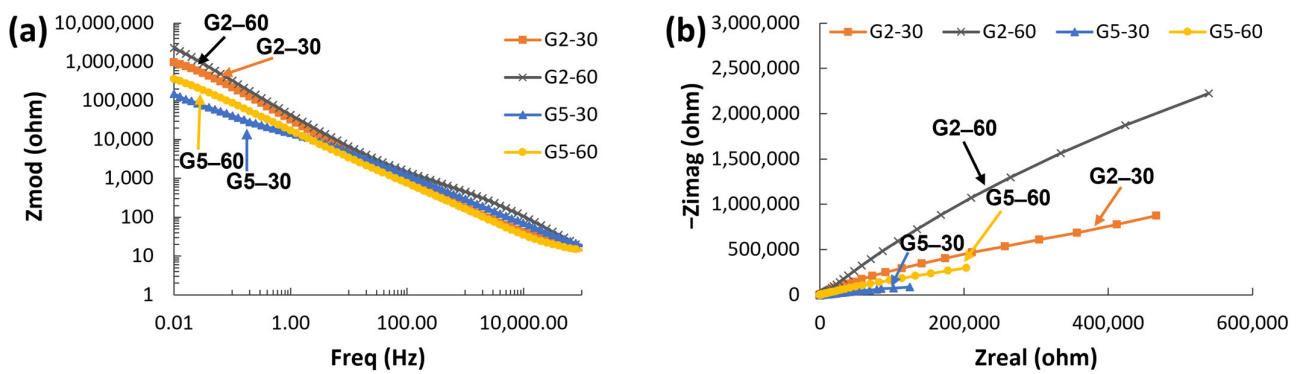 (a)
Zmod (ohm)
10,000,000
1,000,000
100,000
10,000
1,000
100
10
1
0.01
1.00
100.00
10,000.00
Freq (Hz)
G2–60
G2–30
G5–60
G5–30
G2-30
G2-60
G5-30
G5-60
(b)
–Zimag (ohm)
3,000,000
2,500,000
2,000,000
1,500,000
1,000,000
500,000
0
0
200,000
400,000
600,000
Zreal (ohm)
G2-30
G2-60
G5-30
G5-60
G2–60
G5–60
G2–30
G5–30